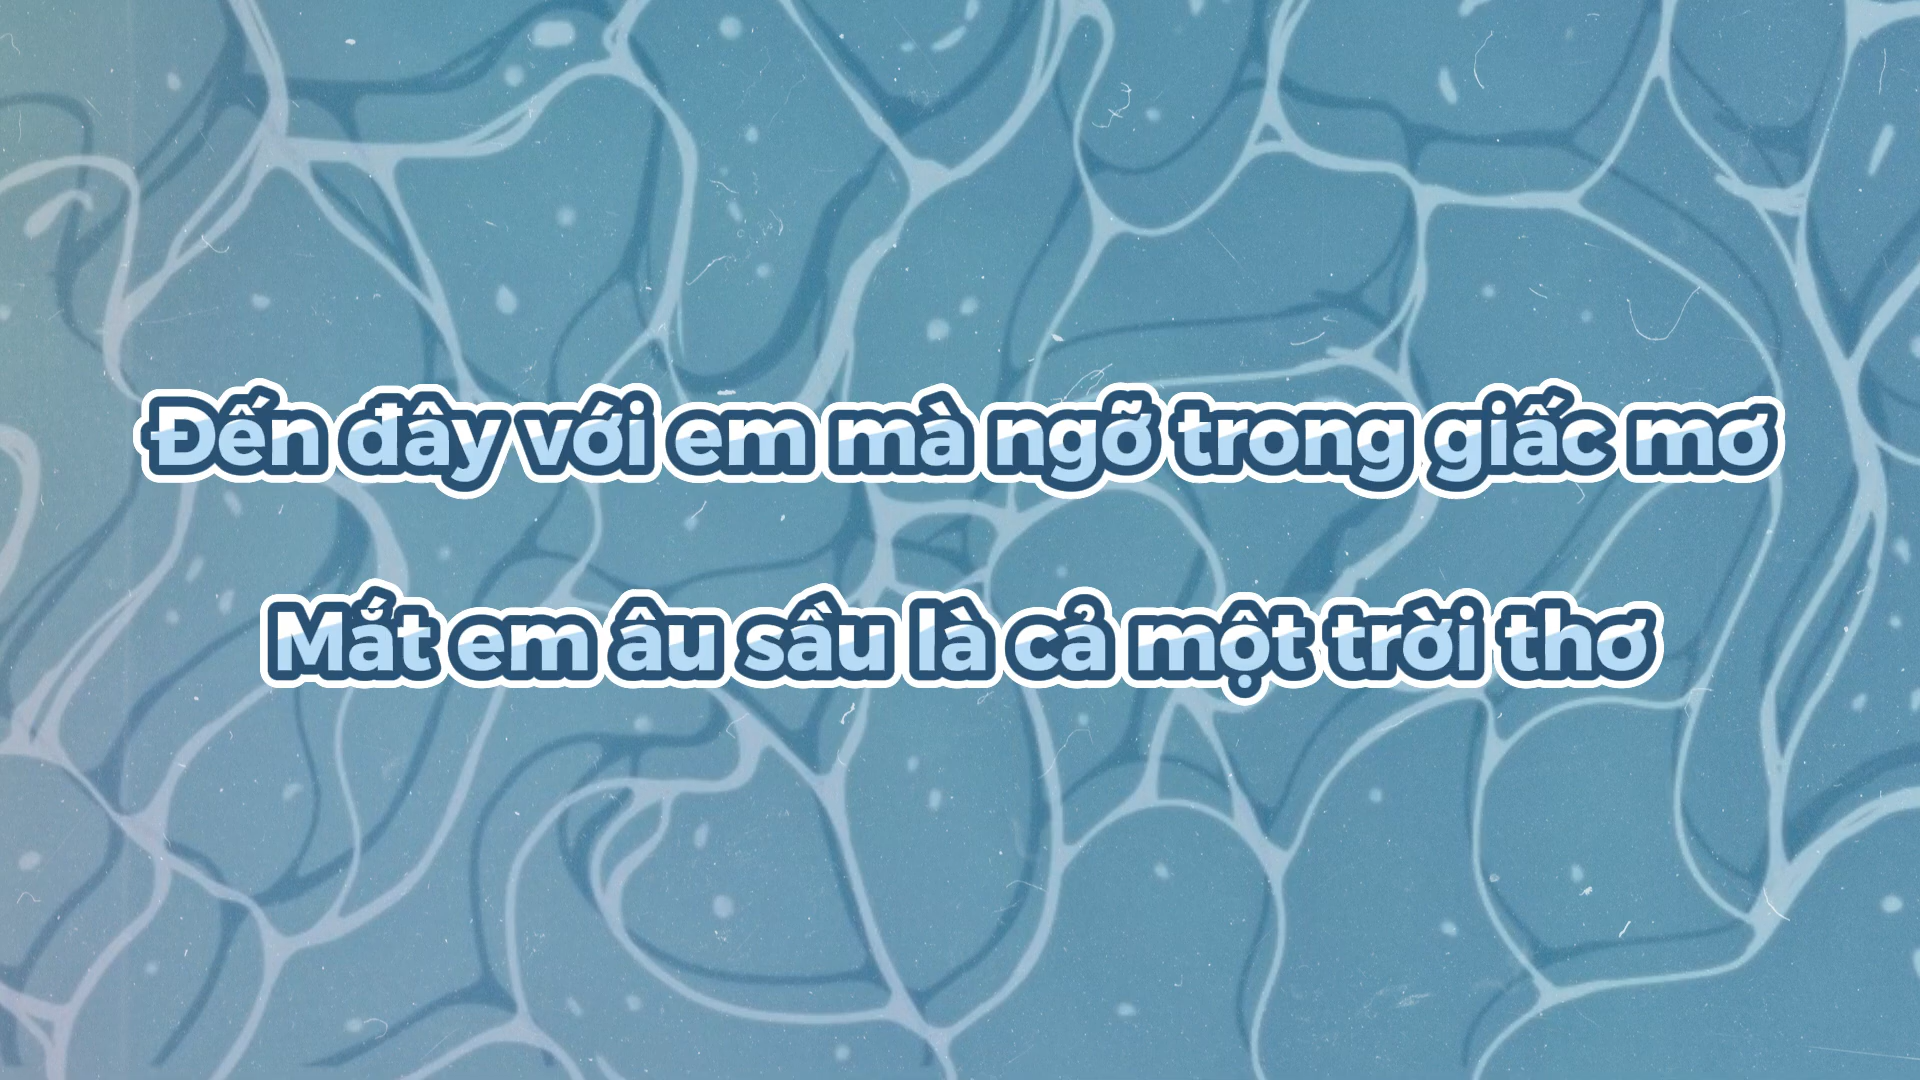 Đến đây với em mà ngỡ trong giấc mơ
Mắt em âu sầu là cả một trời thơ